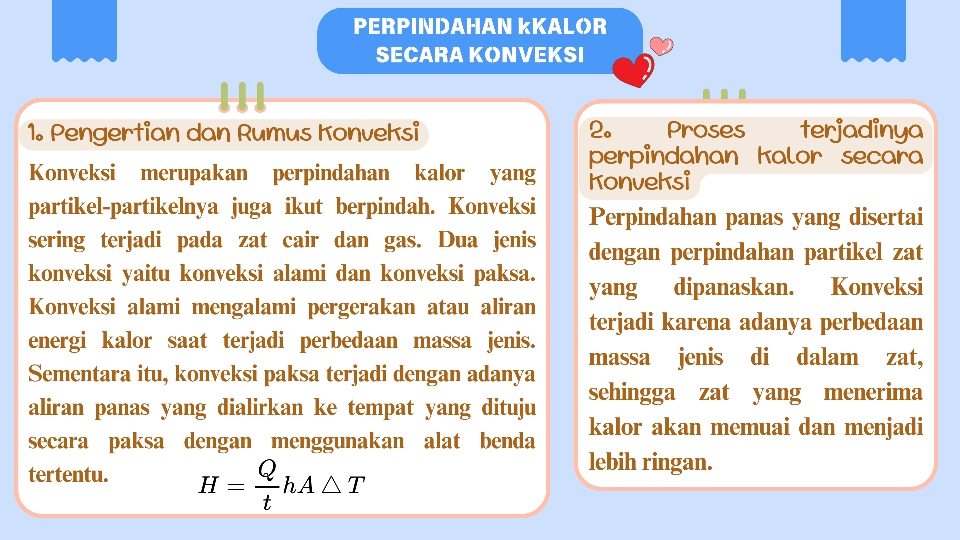 PERPINDAHAN kKALOR
SECARA KONVEKSI
1. Pengertian dan Rumus Konveksi
Konveksi merupakan perpindahan kalor yang
partikel-partikelnya juga ikut berpindah. Konveksi
sering terjadi pada zat cair dan gas. Dua jenis
konveksi yaitu konveksi alami dan konveksi paksa.
Konveksi alami mengalami pergerakan atau aliran
energi kalor saat terjadi perbedaan massa jenis.
Sementara itu, konveksi paksa terjadi dengan adanya
aliran panas yang dialirkan ke tempat yang dituju
secara paksa dengan menggunakan alat benda
tertentu.
H = Q/t hA △ T
2. Proses terjadinya
perpindahan kalor secara
Konveksi
Perpindahan panas yang disertai
dengan perpindahan partikel zat
yang dipanaskan. Konveksi
terjadi karena adanya perbedaan
massa jenis di dalam zat,
sehingga zat yang menerima
kalor akan memuai dan menjadi
lebih ringan.